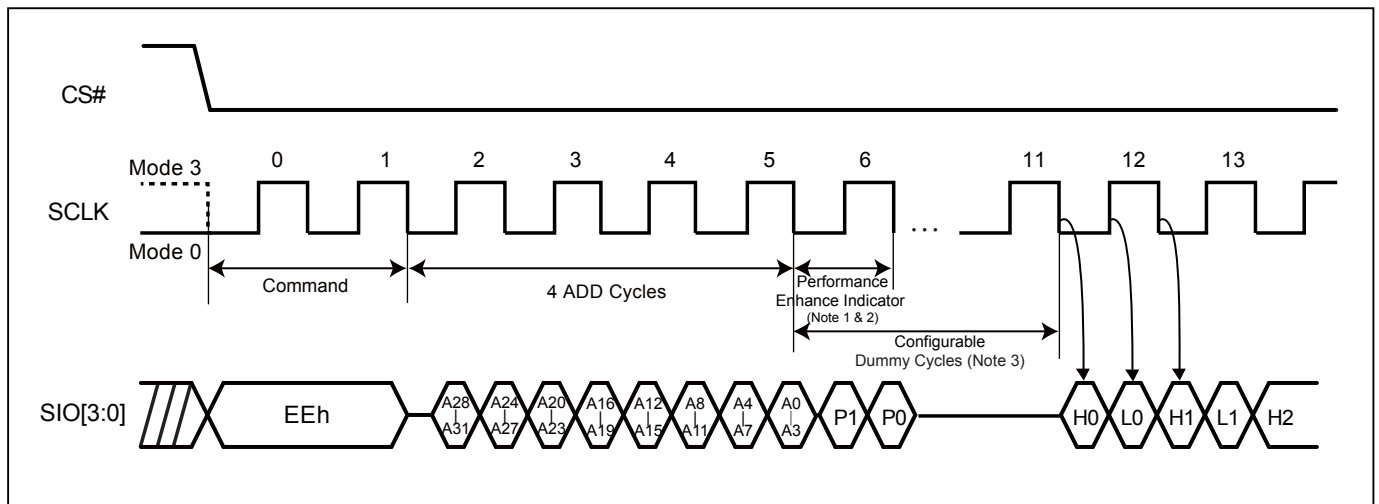 CS#
Mode 3
0 1 2 3 4 5 6 11 12 13
SCLK
...
Mode 0
Command
4 ADD Cycles
Performance
Enhance Indicator
(Note 1 & 2)
Configurable
Dummy Cycles (Note 3)
SIO[3:0]
EEh
A28
|
A31
A24
|
A27
A20
|
A23
A16
|
A19
A12
|
A15
A8
|
A11
A4
|
A7
A0
|
A3
P1
P0
H0
L0
H1
L1
H2